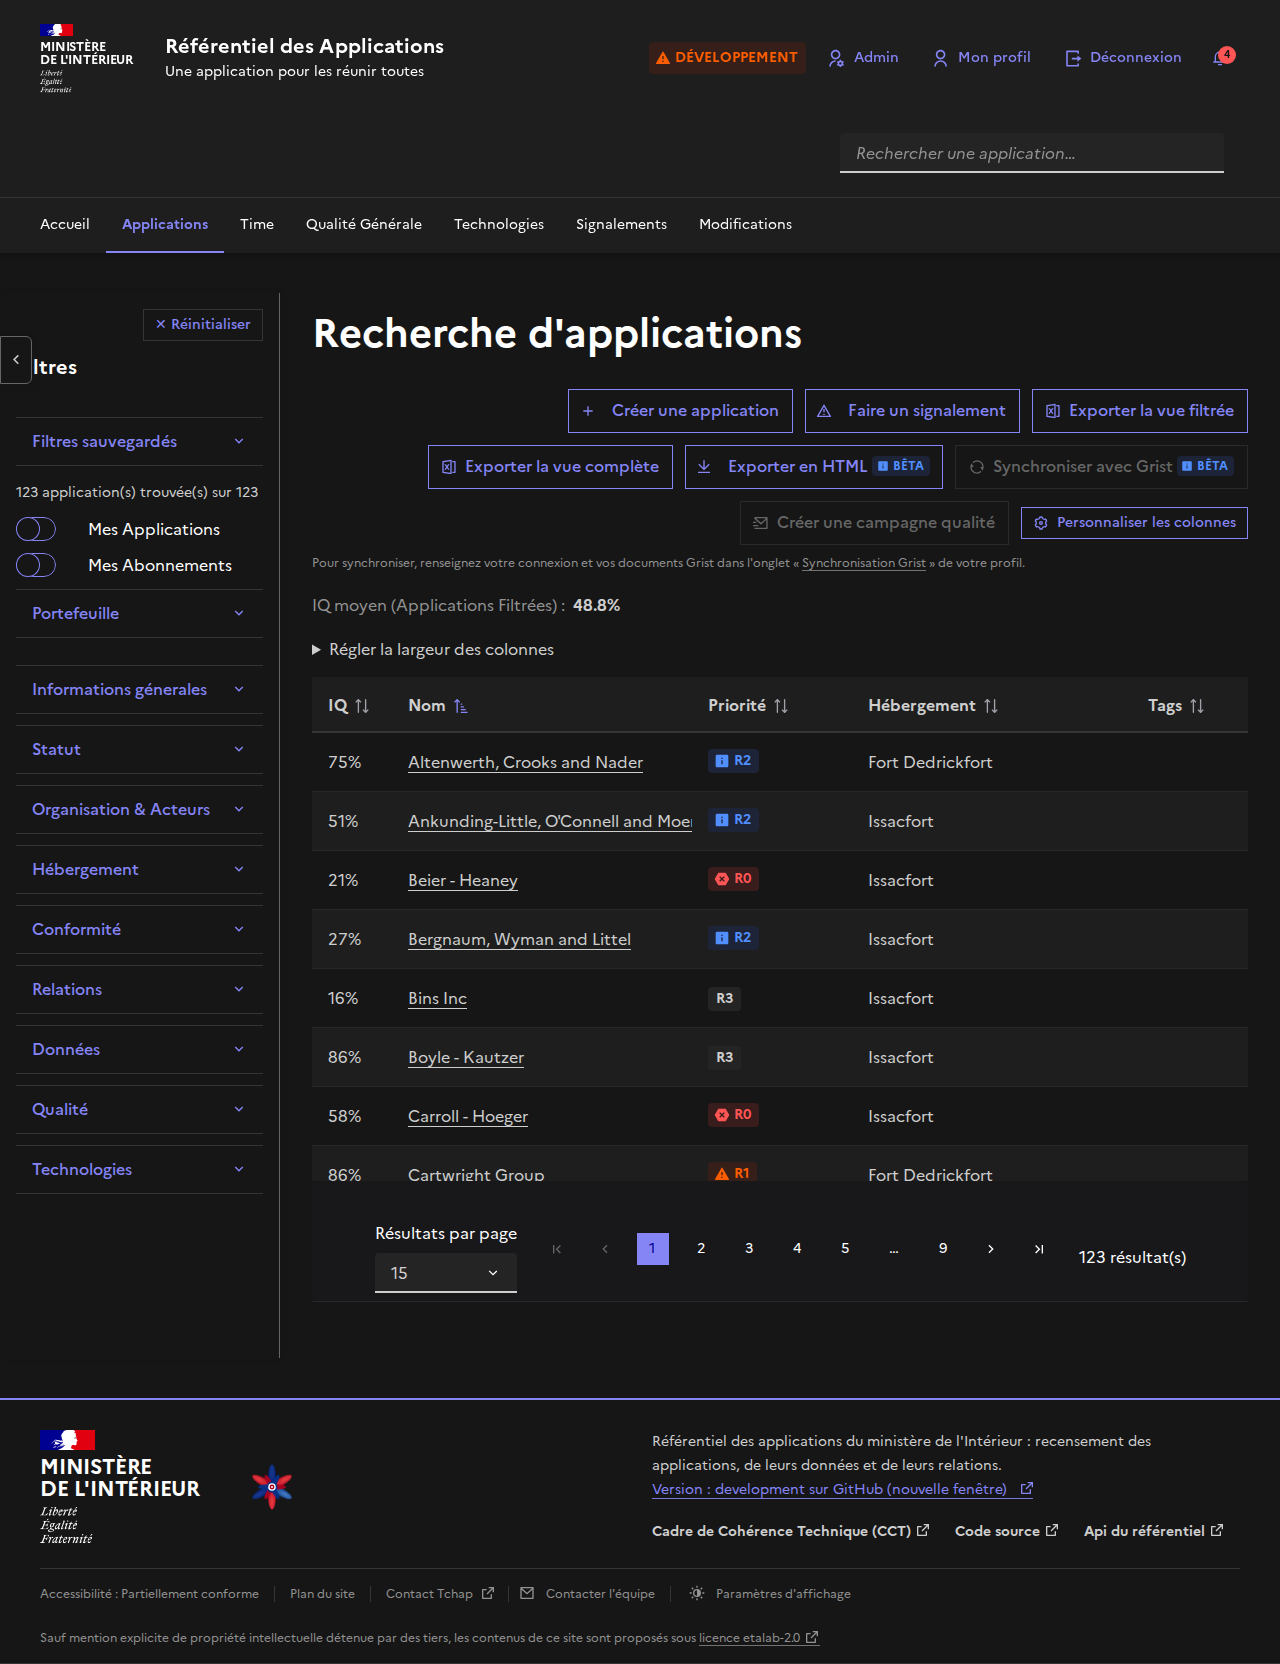 MINISTÈRE
DE L'INTÉRIEUR
Liberté
Égalité
Fraternité
Référentiel des Applications
Une application pour les réunir toutes
DÉVELOPPEMENT
Admin
Mon profil
Déconnexion
4
Rechercher une application…
Accueil
Applications
Time
Qualité Générale
Technologies
Signalements
Modifications
✕ Réinitialiser
ltres
Filtres sauvegardés
123 application(s) trouvée(s) sur 123
Mes Applications
Mes Abonnements
Portefeuille
Informations génerales
Statut
Organisation & Acteurs
Hébergement
Conformité
Relations
Données
Qualité
Technologies
Recherche d'applications
Créer une application
Faire un signalement
Exporter la vue filtrée
Exporter la vue complète
Exporter en HTML BÊTA
Synchroniser avec Grist BÊTA
Créer une campagne qualité
Personnaliser les colonnes
Pour synchroniser, renseignez votre connexion et vos documents Grist dans l'onglet « Synchronisation Grist » de votre profil.
IQ moyen (Applications Filtrées) : 48.8%
Régler la largeur des colonnes
IQ Nom Priorité Hébergement Tags
75% Altenwerth, Crooks and Nader R2 Fort Dedrickfort
51% Ankunding-Little, O'Connell and Moen R2 Issacfort
21% Beier - Heaney R0 Issacfort
27% Bergnaum, Wyman and Littel R2 Issacfort
16% Bins Inc R3 Issacfort
86% Boyle - Kautzer R3 Issacfort
58% Carroll - Hoeger R0 Issacfort
86% Cartwright Group R1 Fort Dedrickfort
Résultats par page
15
1 2 3 4 5 … 9
123 résultat(s)
MINISTÈRE
DE L'INTÉRIEUR
Liberté
Égalité
Fraternité
Référentiel des applications du ministère de l'Intérieur : recensement des
applications, de leurs données et de leurs relations.
Version : development sur GitHub (nouvelle fenêtre)
Cadre de Cohérence Technique (CCT)
Code source
Api du référentiel
Accessibilité : Partiellement conforme
Plan du site
Contact Tchap
Contacter l'équipe
Paramètres d'affichage
Sauf mention explicite de propriété intellectuelle détenue par des tiers, les contenus de ce site sont proposés sous licence etalab-2.0